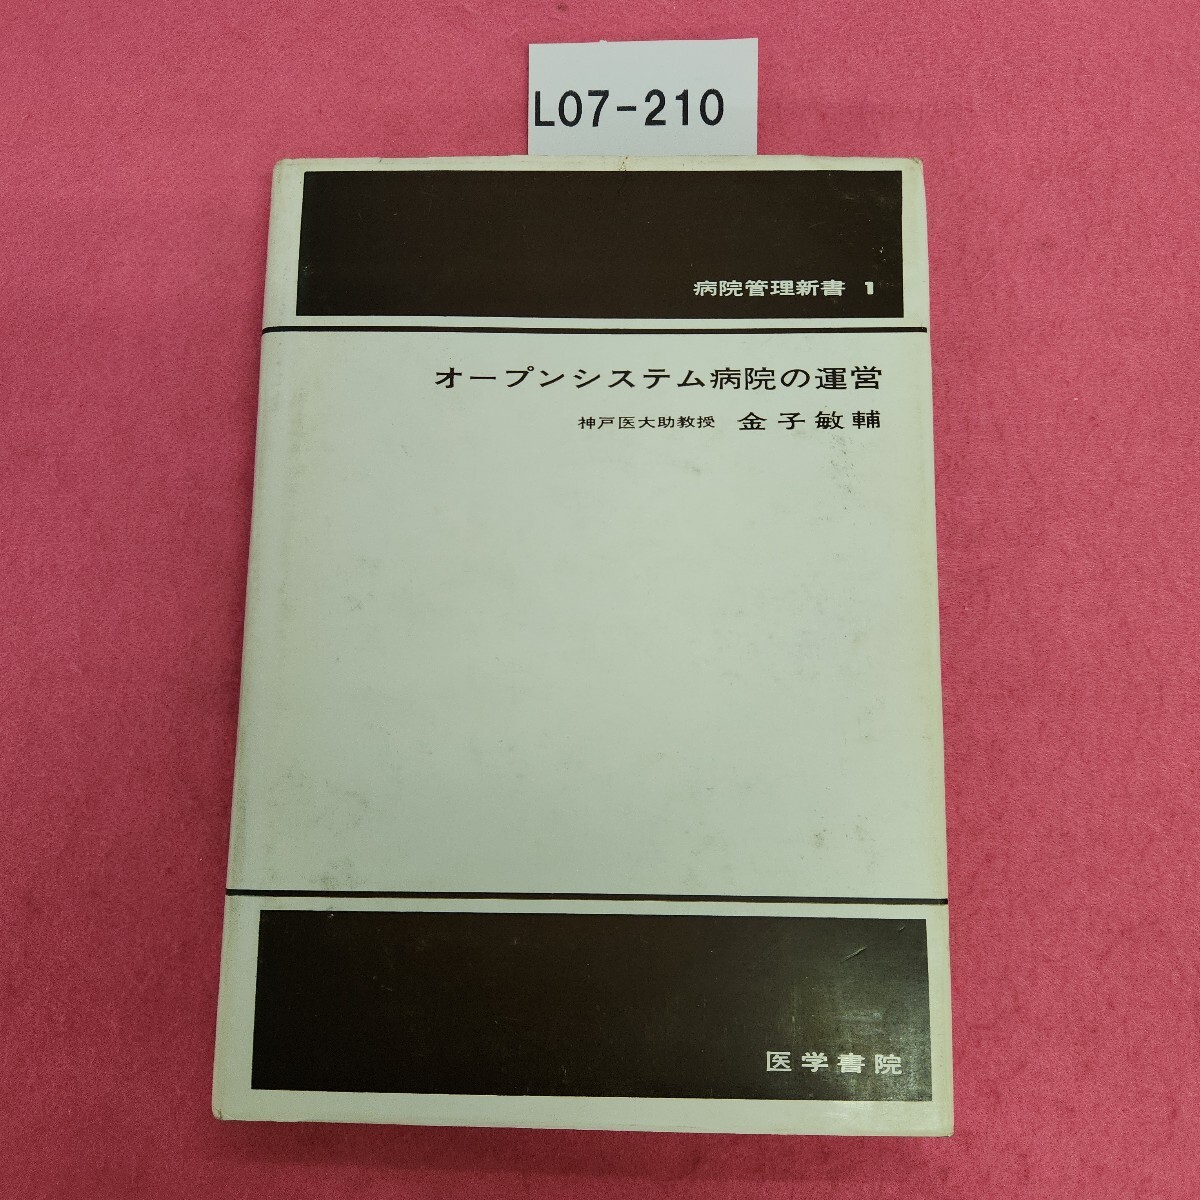 L07-210
病院管理新書 1
オープンシステム病院の運営
神戸医大助教授 金子敏輔
医学書院